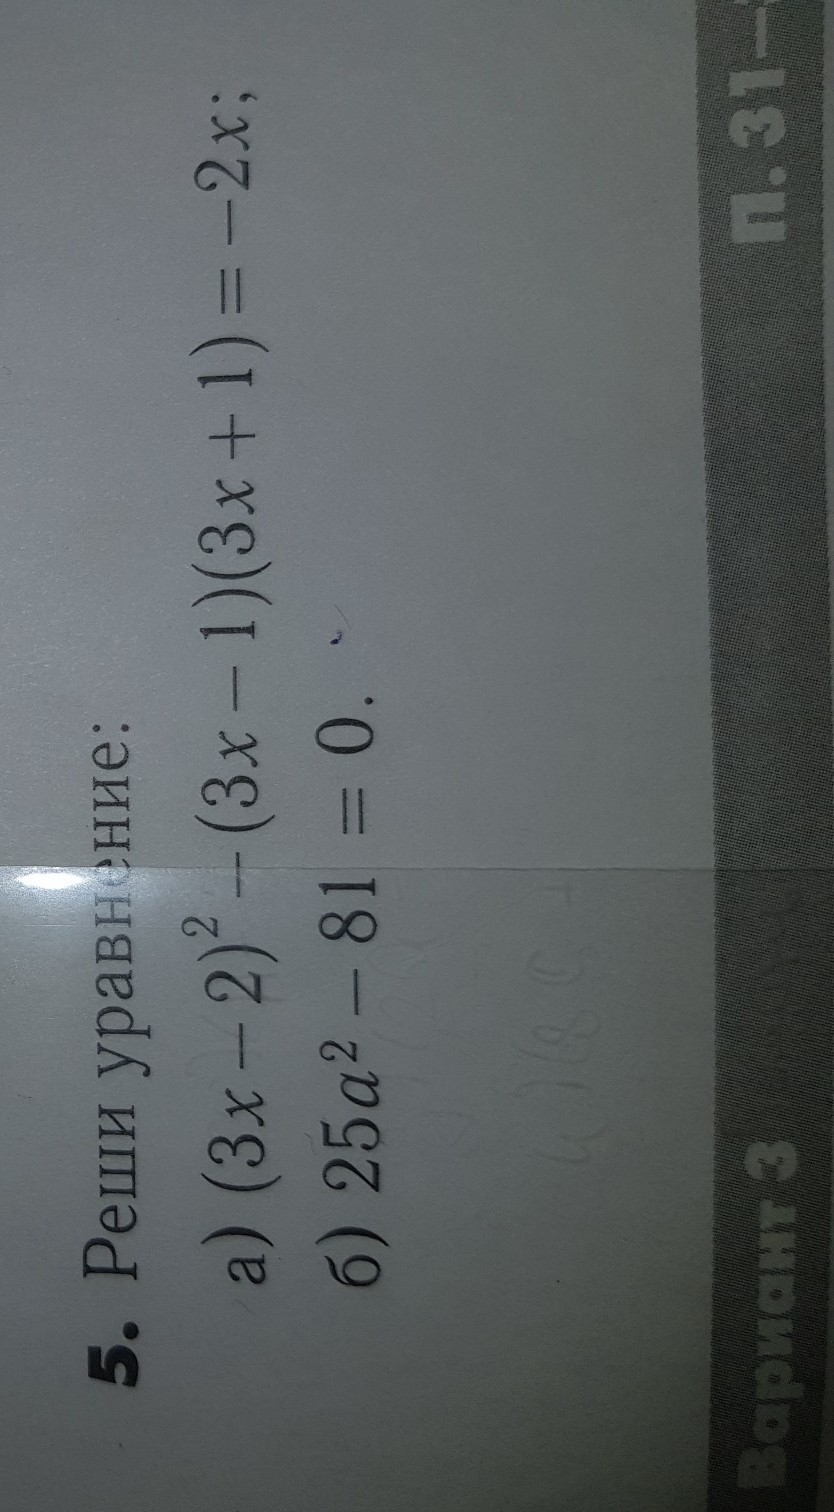 5. Реши уравнение:
а) (3x − 2)² − (3x − 1)(3x + 1) = −2x;
б) 25a² − 81 = 0.
Вариант 3 П. 31–